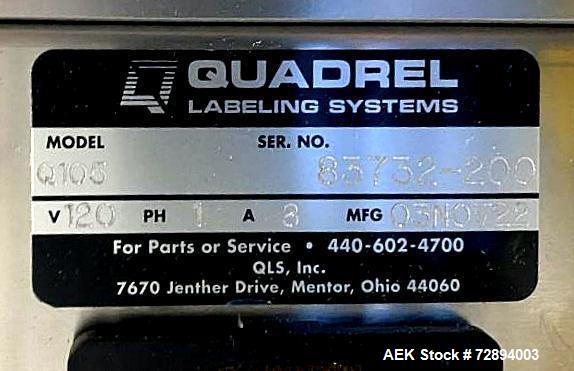 QUADREL
LABELING SYSTEMS
MODEL SER. NO.
Q105 83732-200
V 120 PH 1 A 8 MFG 03NOV22
For Parts or Service • 440-602-4700
QLS, Inc.
7670 Jenther Drive, Mentor, Ohio 44060
AEK Stock # 72894003